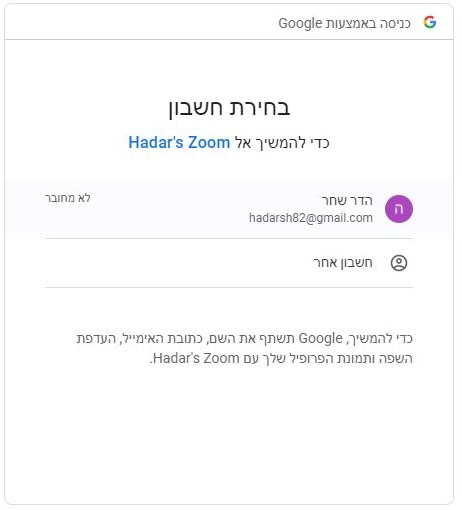 כניסה באמצעות Google
בחירת חשבון
כדי להמשיך אל Hadar's Zoom
ה
הדר שחר
לא מחובר
hadarsh82@gmail.com
חשבון אחר
כדי להמשיך, Google תשתף את השם, כתובת האימייל, העדפת
השפה ותמונת הפרופיל שלך עם Hadar's Zoom.